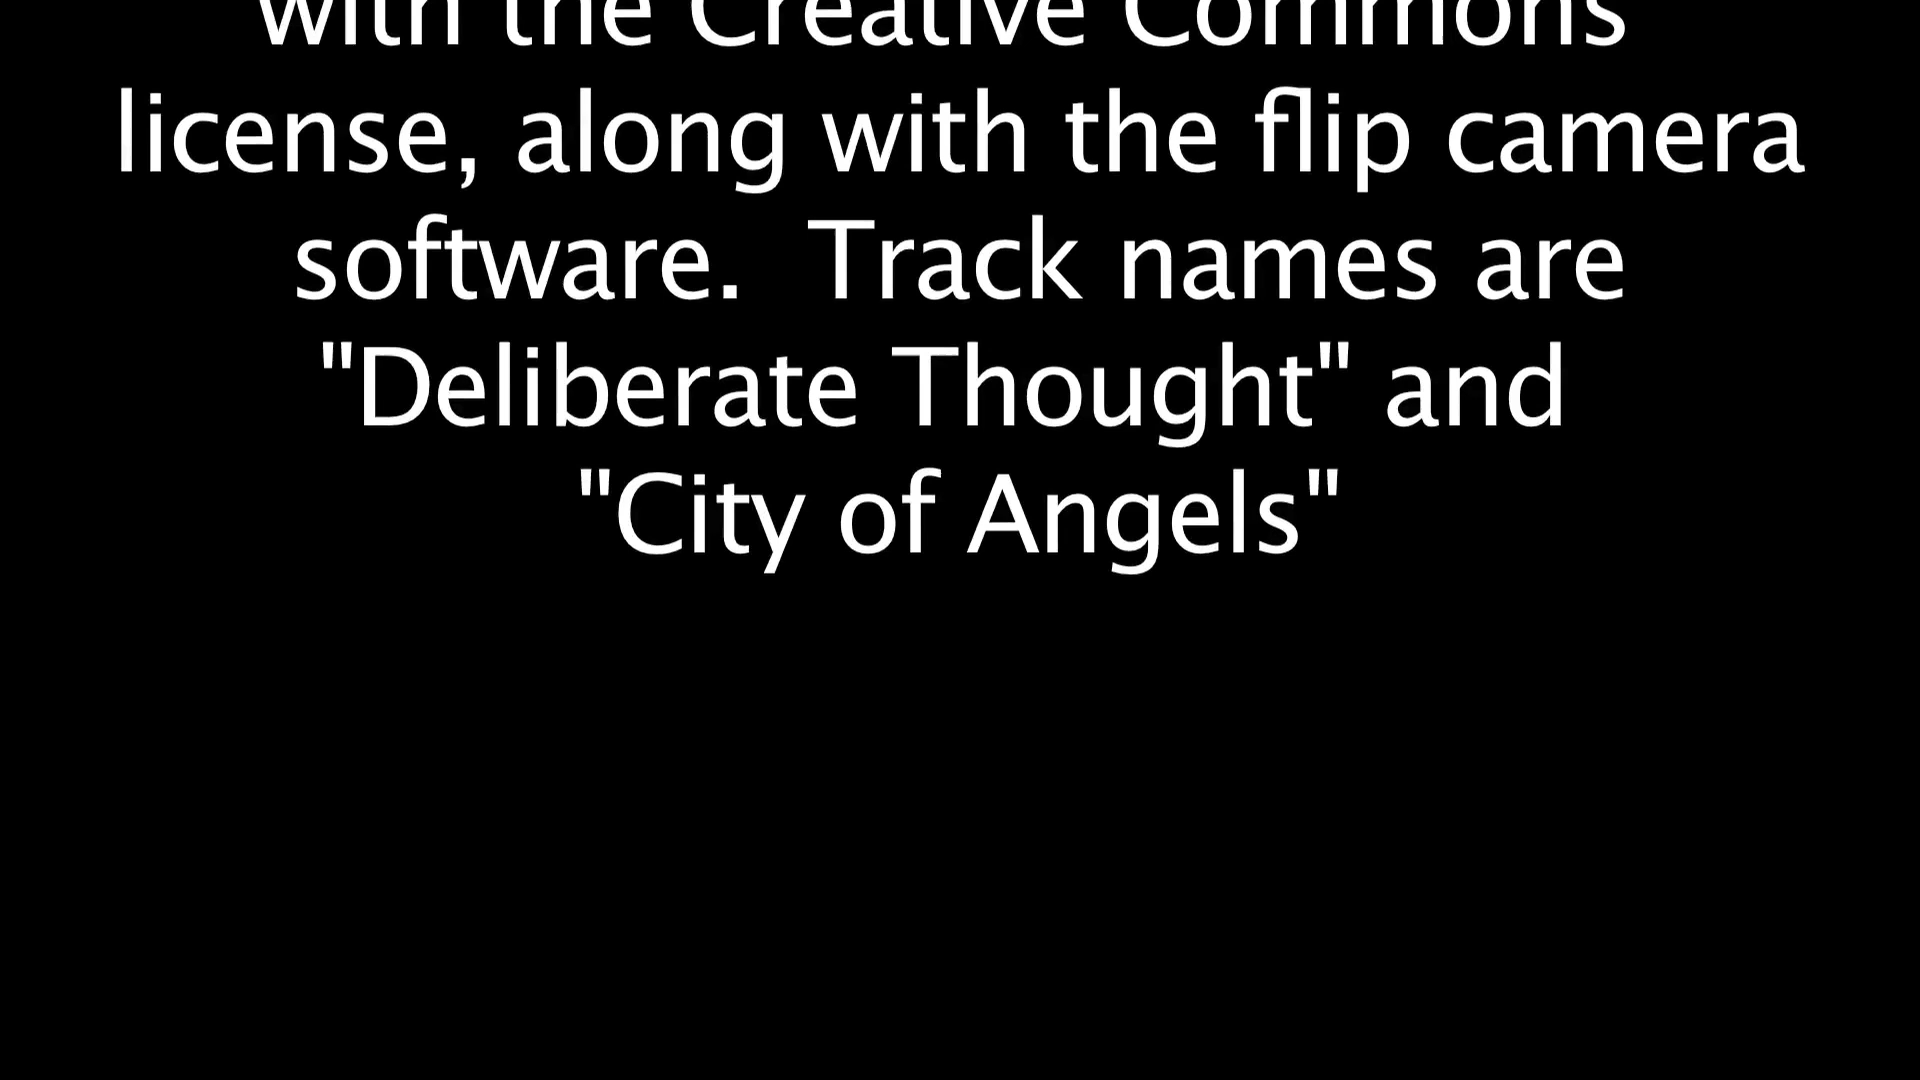 with the Creative Commons
license, along with the flip camera
software.  Track names are
"Deliberate Thought" and
"City of Angels"